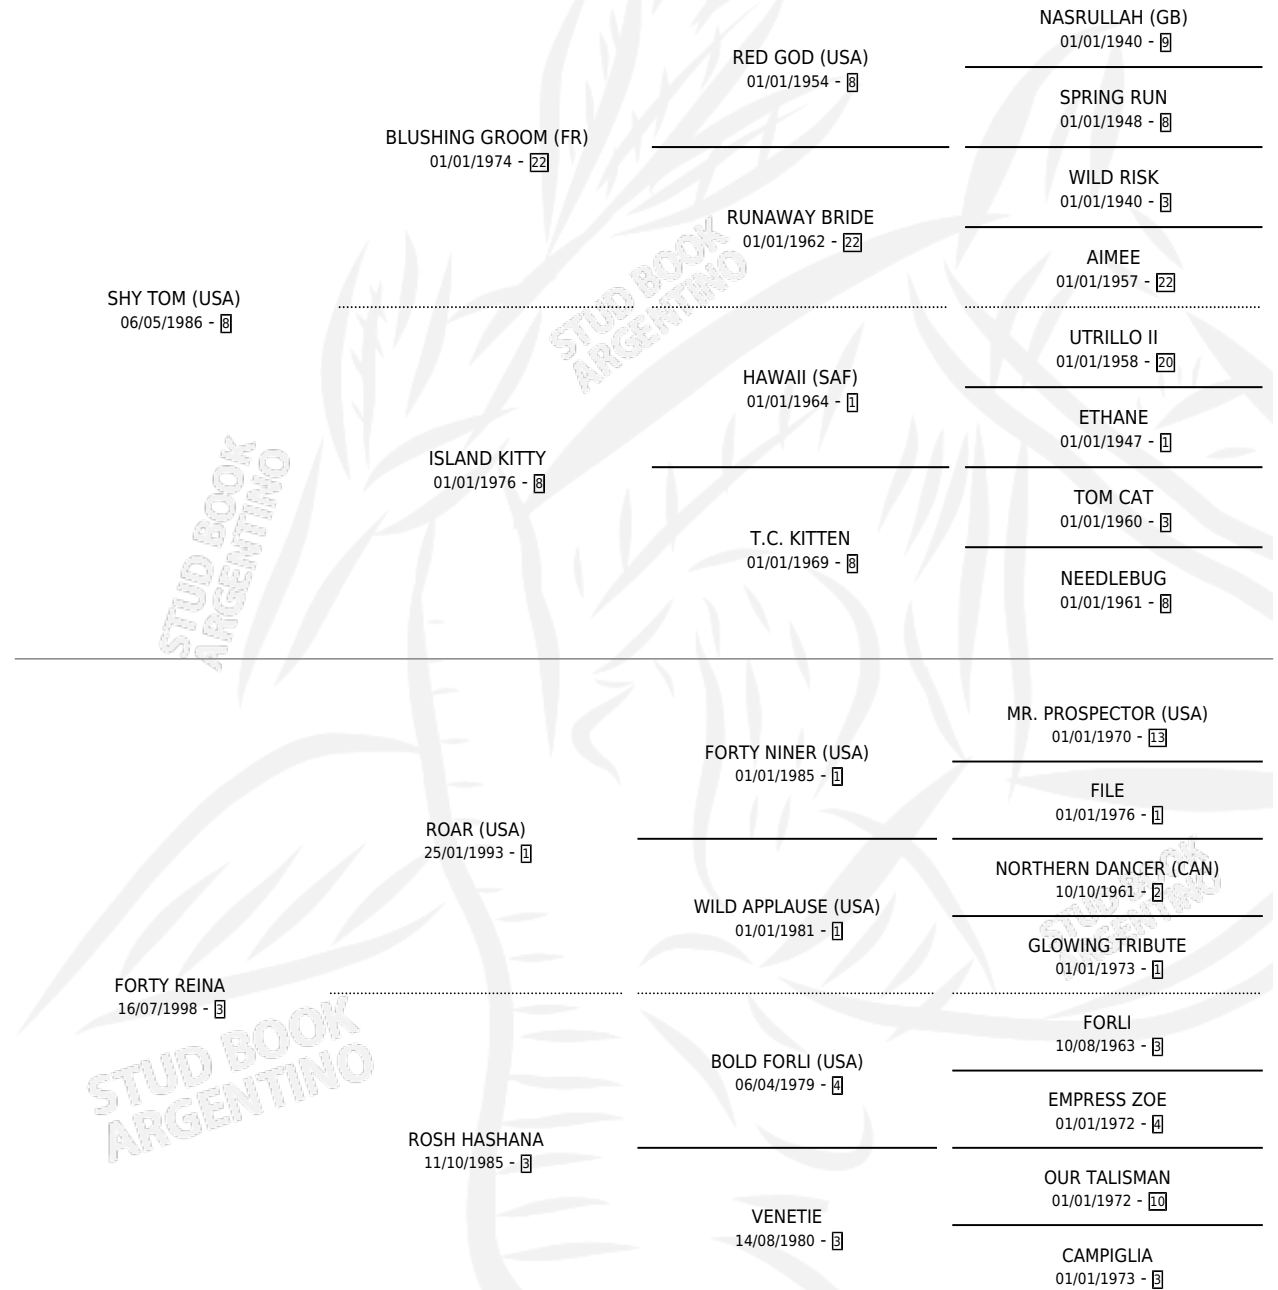 NASRULLAH (GB)
01/01/1940 - 9
RED GOD (USA)
01/01/1954 - 8
SPRING RUN
01/01/1948 - 8
BLUSHING GROOM (FR)
01/01/1974 - 22
WILD RISK
01/01/1940 - 3
RUNAWAY BRIDE
01/01/1962 - 22
AIMEE
01/01/1957 - 22
SHY TOM (USA)
06/05/1986 - 8
UTRILLO II
01/01/1958 - 20
HAWAII (SAF)
01/01/1964 - 1
ETHANE
01/01/1947 - 1
ISLAND KITTY
01/01/1976 - 8
TOM CAT
01/01/1960 - 3
T.C. KITTEN
01/01/1969 - 8
NEEDLEBUG
01/01/1961 - 8
MR. PROSPECTOR (USA)
01/01/1970 - 13
FORTY NINER (USA)
01/01/1985 - 1
FILE
01/01/1976 - 1
ROAR (USA)
25/01/1993 - 1
NORTHERN DANCER (CAN)
10/10/1961 - 2
WILD APPLAUSE (USA)
01/01/1981 - 1
GLOWING TRIBUTE
01/01/1973 - 1
FORTY REINA
16/07/1998 - 3
FORLI
10/08/1963 - 3
BOLD FORLI (USA)
06/04/1979 - 4
EMPRESS ZOE
01/01/1972 - 4
ROSH HASHANA
11/10/1985 - 3
OUR TALISMAN
01/01/1972 - 10
VENETIE
14/08/1980 - 3
CAMPIGLIA
01/01/1973 - 3
STUD BOOK
ARGENTINO
STUD BOOK
ARGENTINO
STUD BOOK
ARGENTINO
STUD BOOK
ARGENTINO